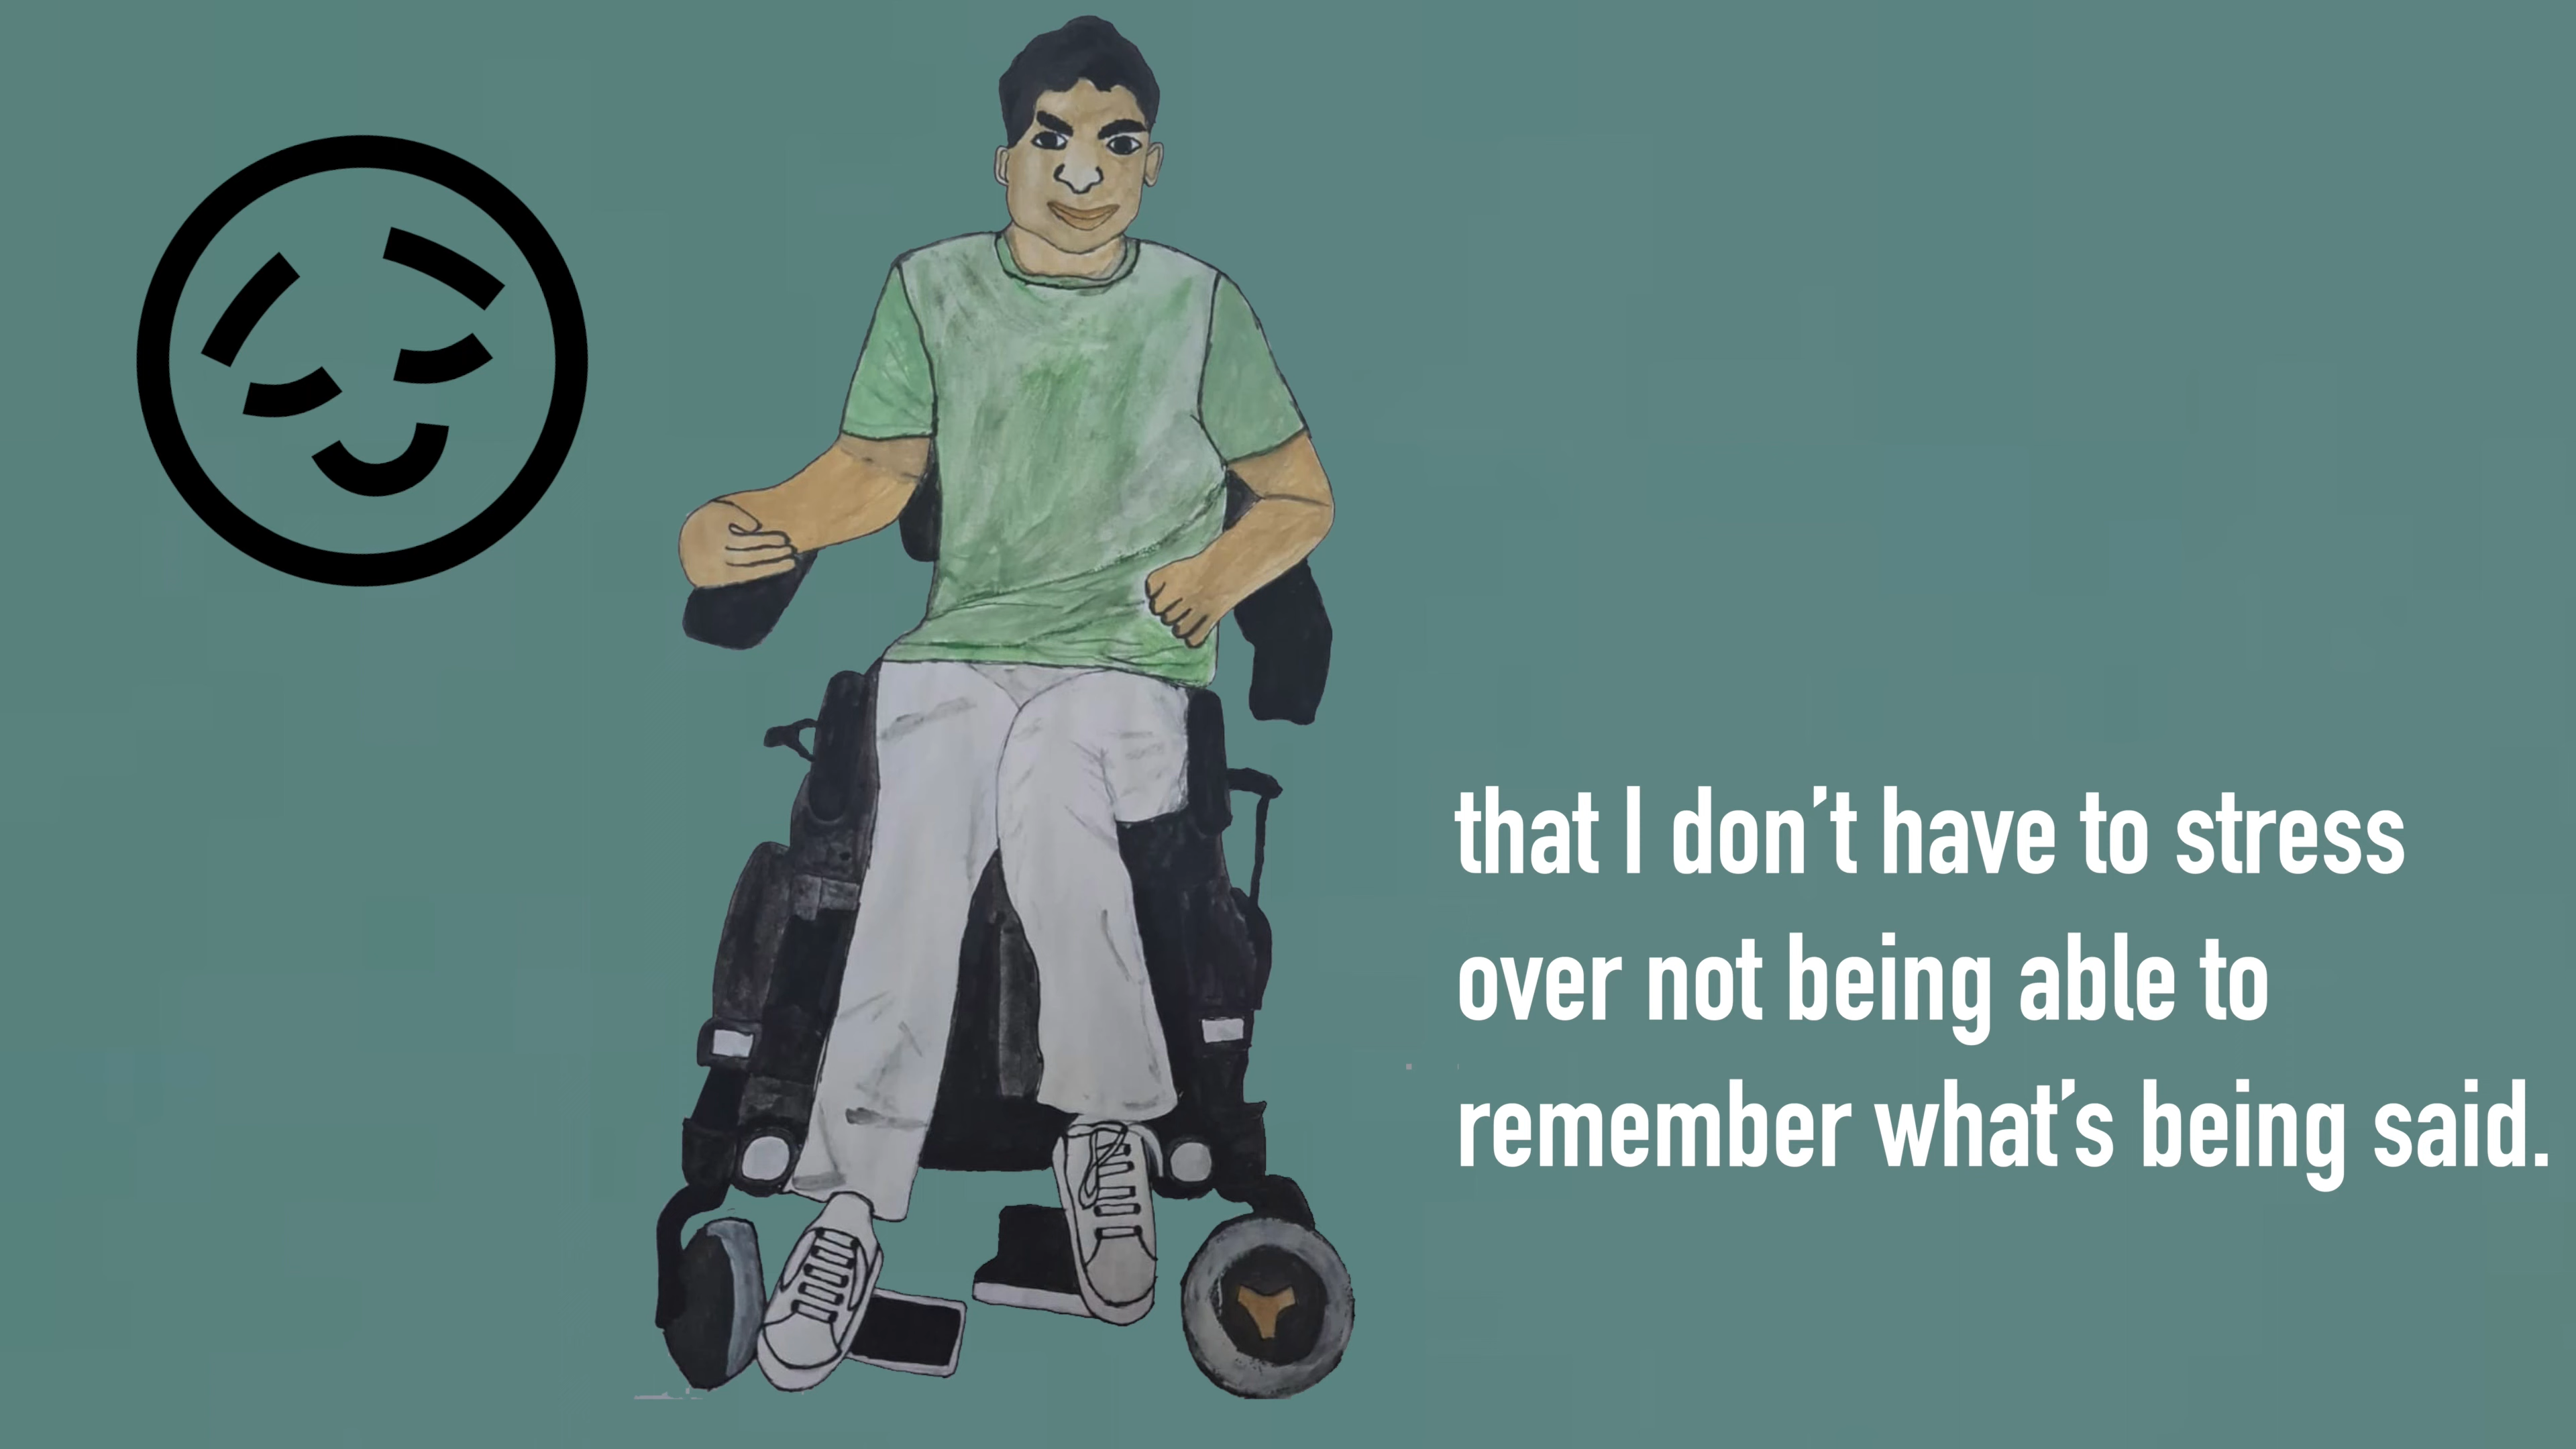 that I don’t have to stress
over not being able to
remember what’s being said.